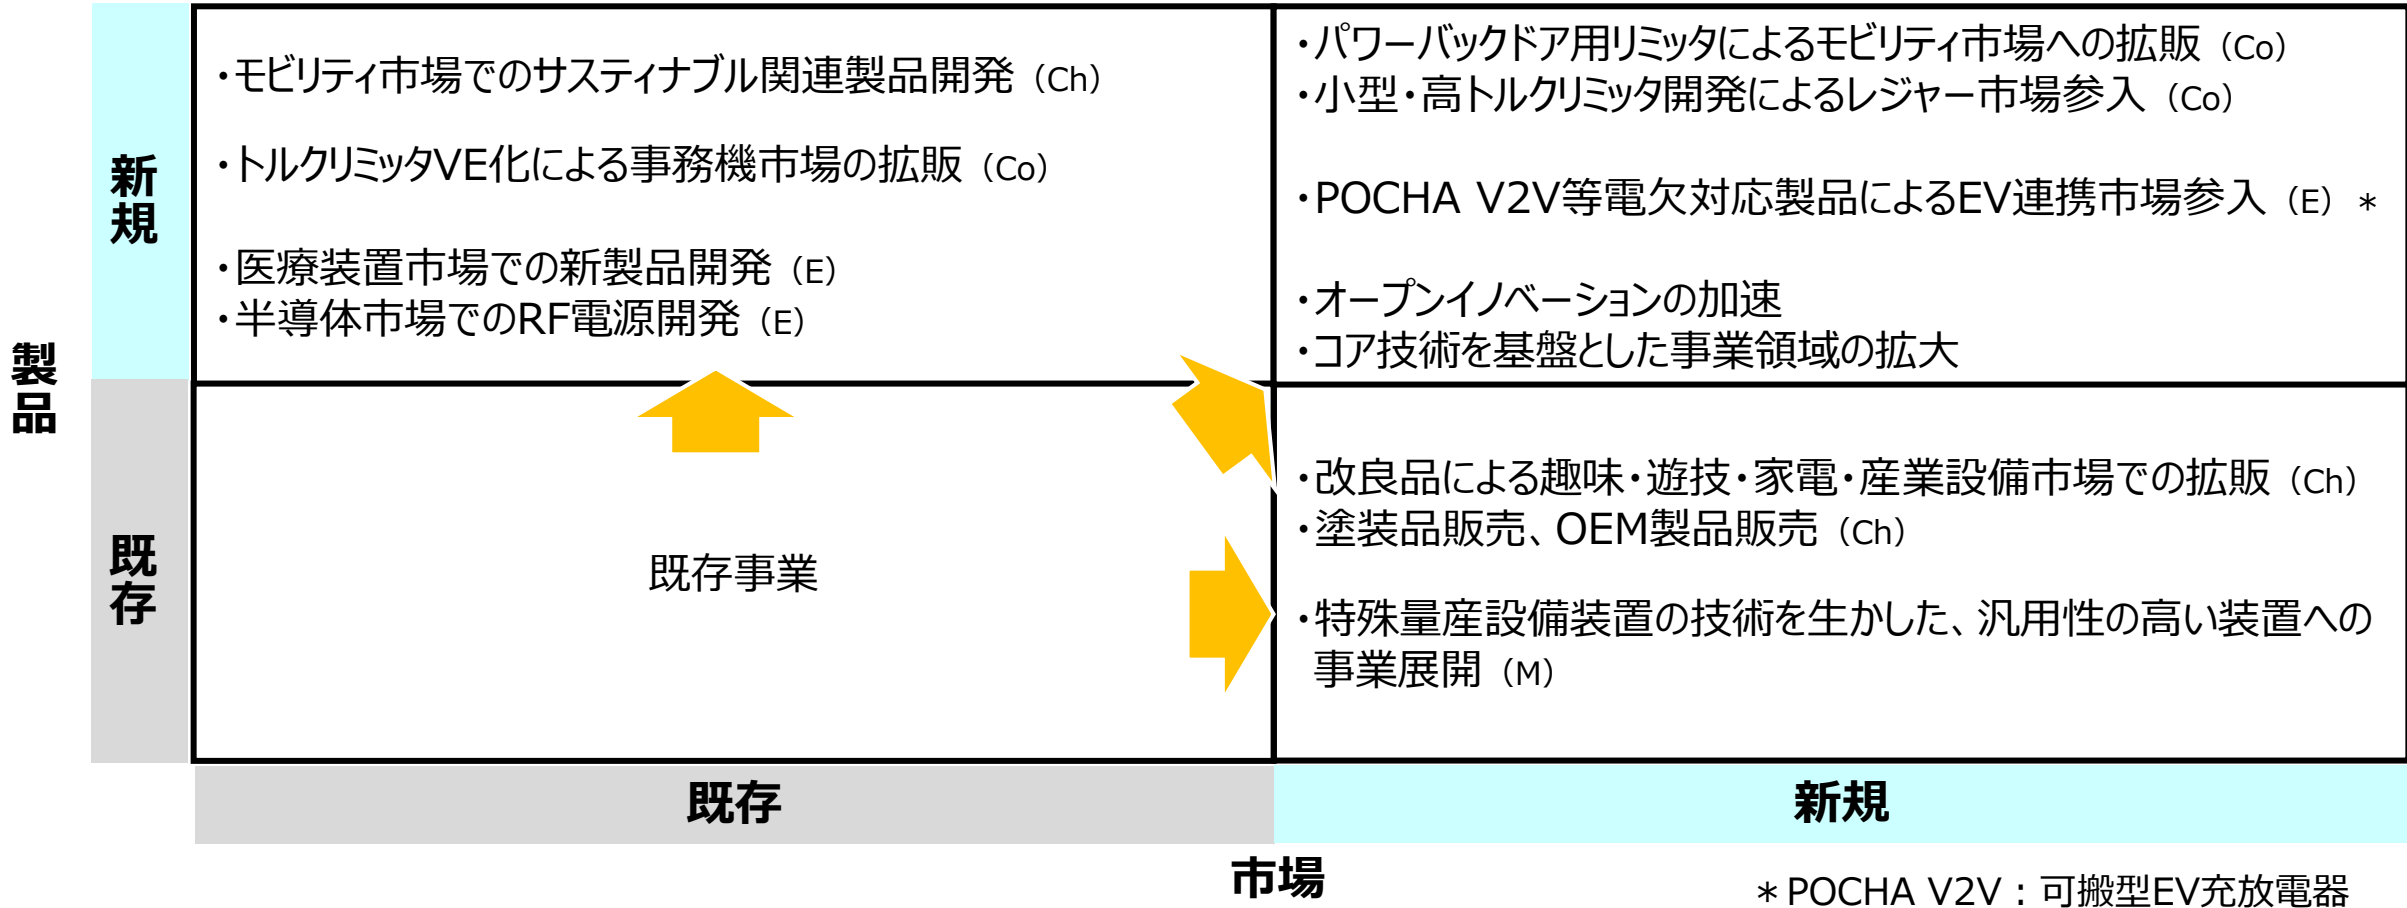 製品
新規
・モビリティ市場でのサスティナブル関連製品開発（Ch）
・トルクリミッタVE化による事務機市場の拡販（Co）
・医療装置市場での新製品開発（E）
・半導体市場でのRF電源開発（E）
・パワーバックドア用リミッタによるモビリティ市場への拡販（Co）
・小型・高トルクリミッタ開発によるレジャー市場参入（Co）
・POCHA V2V等電欠対応製品によるEV連携市場参入（E）＊
・オープンイノベーションの加速
・コア技術を基盤とした事業領域の拡大
既存
既存事業
・改良品による趣味・遊技・家電・産業設備市場での拡販（Ch）
・塗装品販売、OEM製品販売（Ch）
・特殊量産設備装置の技術を生かした、汎用性の高い装置への
事業展開（M）
既存
新規
市場
＊POCHA V2V：可搬型EV充放電器